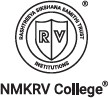 RASHTREEYA SIKSHANA SAMITHI TRUST
RV
INSTITUTIONS
NMKRV College®